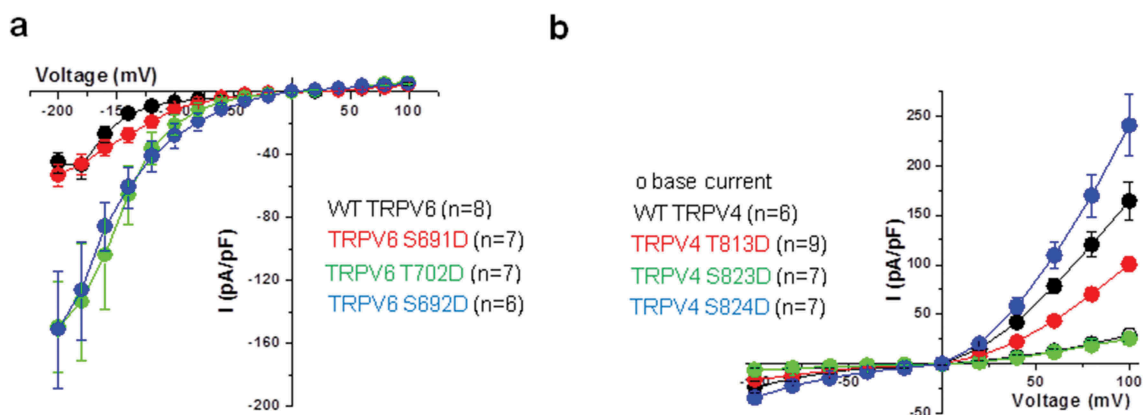 a
Voltage (mV)
-200 -150 -100 50 100
-40
-80
-120
-160
-200
I (pA/pF)
WT TRPV6 (n=8)
TRPV6 S691D (n=7)
TRPV6 T702D (n=7)
TRPV6 S692D (n=6)
b
o base current
WT TRPV4 (n=6)
TRPV4 T813D (n=9)
TRPV4 S823D (n=7)
TRPV4 S824D (n=7)
I (pA/pF)
250
200
150
100
50
-50 50 100
Voltage (mV)
-50